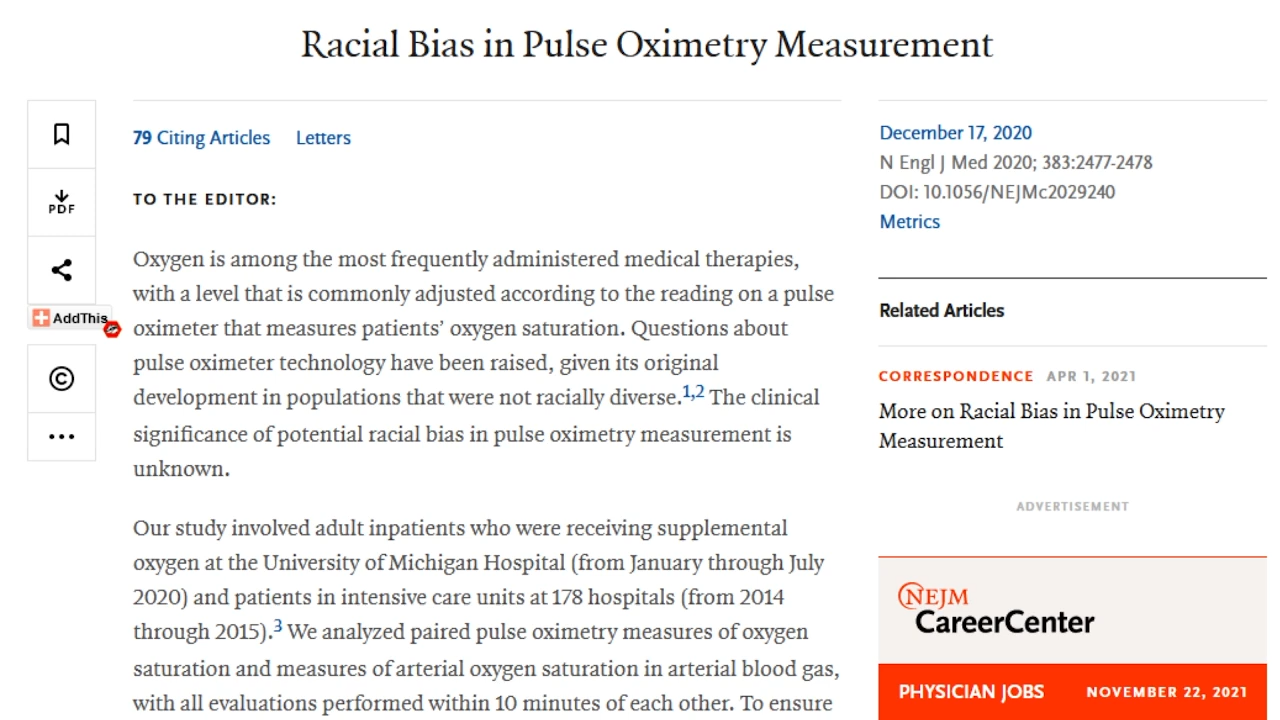 Racial Bias in Pulse Oximetry Measurement
79 Citing Articles Letters
TO THE EDITOR:
Oxygen is among the most frequently administered medical therapies,
with a level that is commonly adjusted according to the reading on a pulse
oximeter that measures patients’ oxygen saturation. Questions about
pulse oximeter technology have been raised, given its original
development in populations that were not racially diverse.1,2 The clinical
significance of potential racial bias in pulse oximetry measurement is
unknown.
Our study involved adult inpatients who were receiving supplemental
oxygen at the University of Michigan Hospital (from January through July
2020) and patients in intensive care units at 178 hospitals (from 2014
through 2015).3 We analyzed paired pulse oximetry measures of oxygen
saturation and measures of arterial oxygen saturation in arterial blood gas,
with all evaluations performed within 10 minutes of each other. To ensure
PDF
AddThis
©
December 17, 2020
N Engl J Med 2020; 383:2477-2478
DOI: 10.1056/NEJMc2029240
Metrics
Related Articles
CORRESPONDENCE APR 1, 2021
More on Racial Bias in Pulse Oximetry
Measurement
ADVERTISEMENT
NEJM
CareerCenter
PHYSICIAN JOBS NOVEMBER 22, 2021